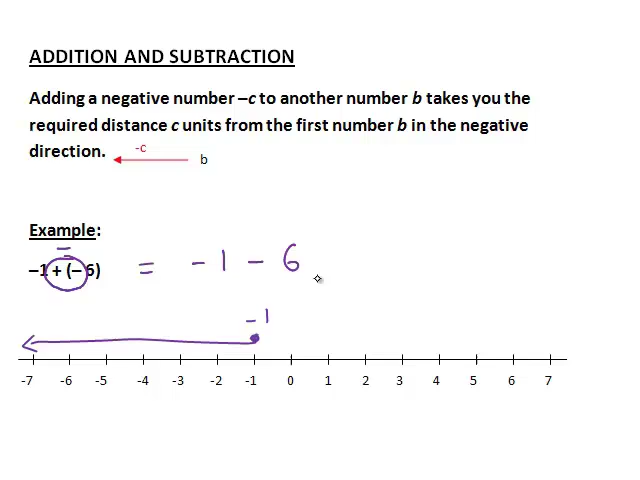 ADDITION AND SUBTRACTION
Adding a negative number –c to another number b takes you the
required distance c units from the first number b in the negative
direction.
-c
b
Example:
–1 + (– 6) = - 1 - 6
- 1
-7 -6 -5 -4 -3 -2 -1 0 1 2 3 4 5 6 7